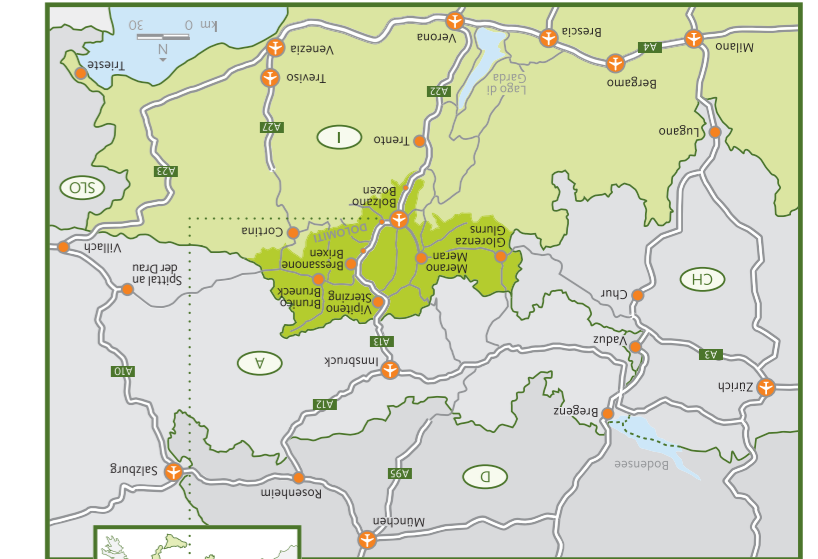 München
Rosenheim
D
A95
Salzburg
Bodensee
Bregenz
A12
Zürich
A10
Innsbruck
A
A3
Vaduz
A13
Vipiteno
Sterzing
Brunico
Bruneck
Chur
Spittal an
der Drau
CH
Merano
Meran
Bressanone
Brixen
Glorenza
Glurns
Villach
DOLOMITI
Cortina
Bolzano
Bozen
SLO
A23
Trento
I
Lugano
A27
A22
Lago di
Garda
Bergamo
Treviso
Trieste
Milano
A4
Brescia
Verona
Venezia
N
km 0 30